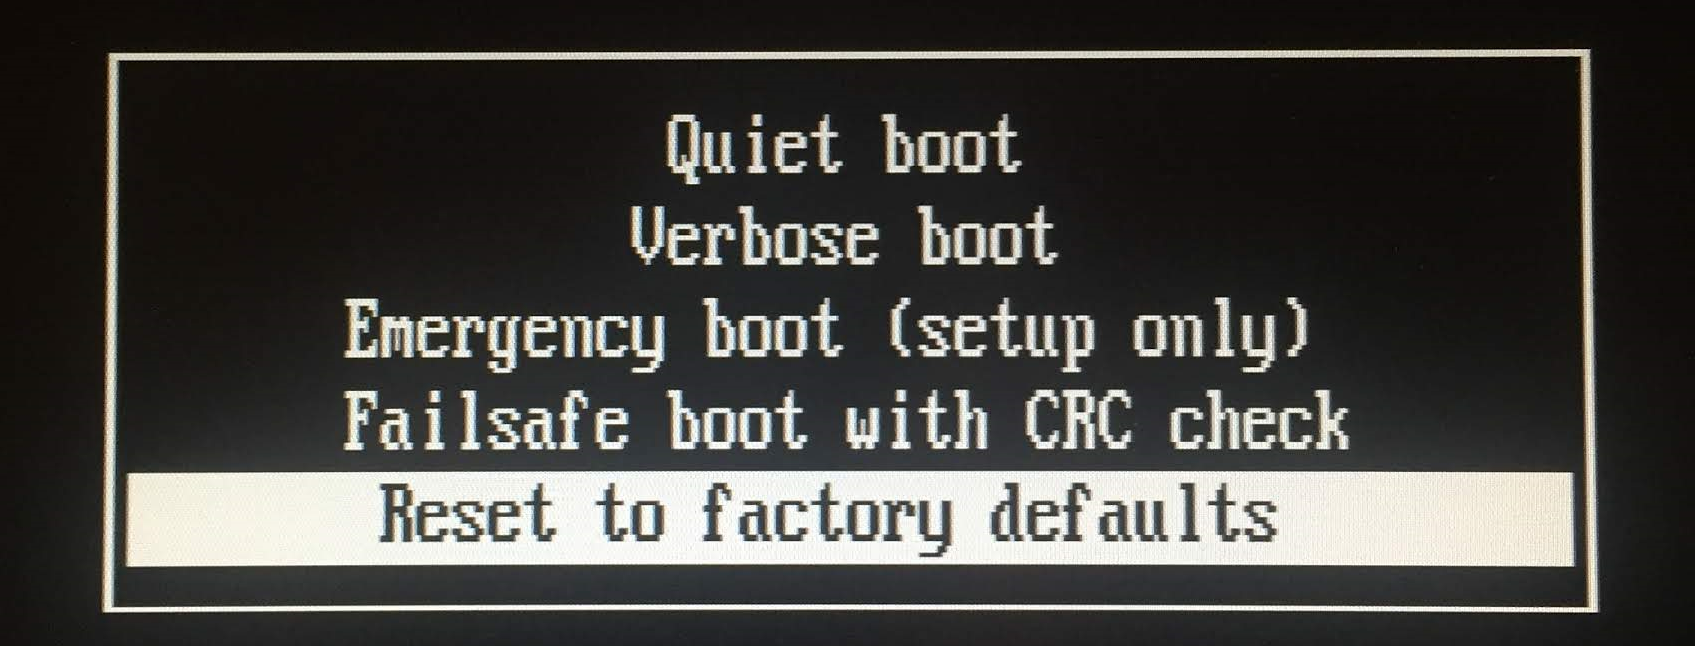 Quiet boot
Verbose boot
Emergency boot (setup only)
Failsafe boot with CRC check
Reset to factory defaults